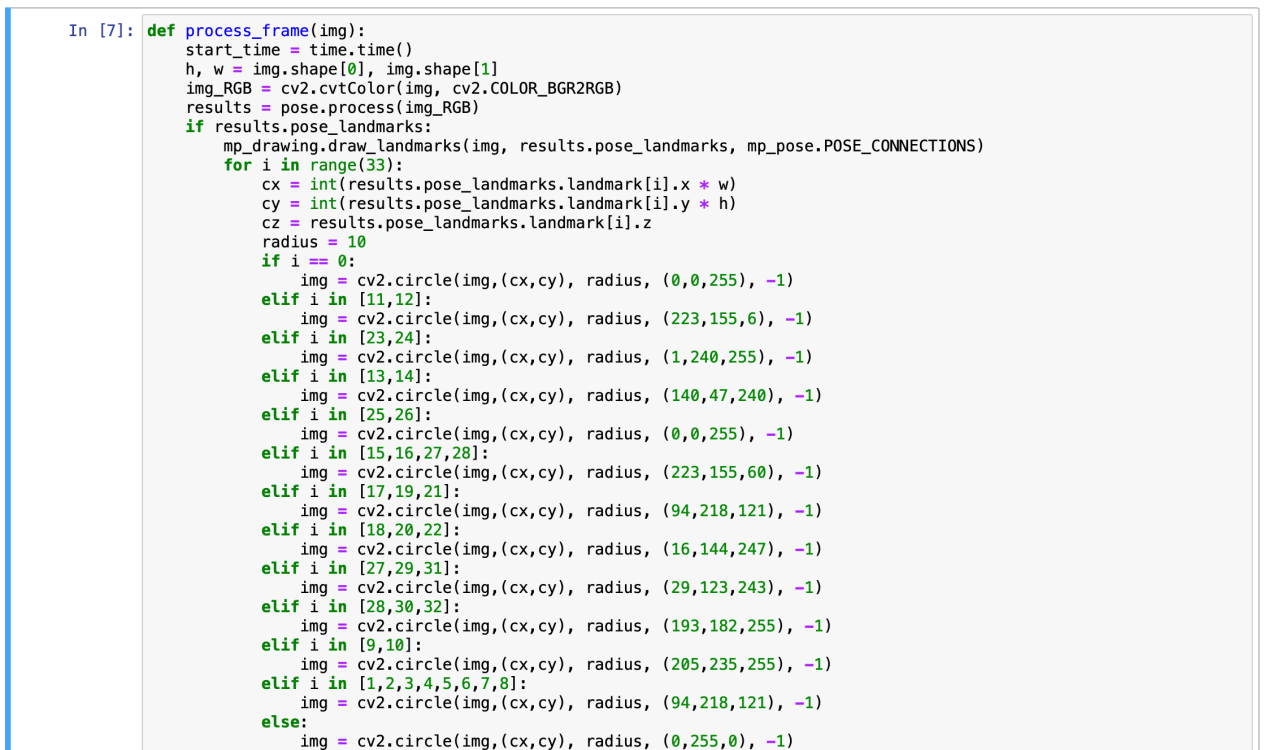 In [7]: def process_frame(img):
    start_time = time.time()
    h, w = img.shape[0], img.shape[1]
    img_RGB = cv2.cvtColor(img, cv2.COLOR_BGR2RGB)
    results = pose.process(img_RGB)
    if results.pose_landmarks:
        mp_drawing.draw_landmarks(img, results.pose_landmarks, mp_pose.POSE_CONNECTIONS)
        for i in range(33):
            cx = int(results.pose_landmarks.landmark[i].x * w)
            cy = int(results.pose_landmarks.landmark[i].y * h)
            cz = results.pose_landmarks.landmark[i].z
            radius = 10
            if i == 0:
                img = cv2.circle(img,(cx,cy), radius, (0,0,255), -1)
            elif i in [11,12]:
                img = cv2.circle(img,(cx,cy), radius, (223,155,6), -1)
            elif i in [23,24]:
                img = cv2.circle(img,(cx,cy), radius, (1,240,255), -1)
            elif i in [13,14]:
                img = cv2.circle(img,(cx,cy), radius, (140,47,240), -1)
            elif i in [25,26]:
                img = cv2.circle(img,(cx,cy), radius, (0,0,255), -1)
            elif i in [15,16,27,28]:
                img = cv2.circle(img,(cx,cy), radius, (223,155,60), -1)
            elif i in [17,19,21]:
                img = cv2.circle(img,(cx,cy), radius, (94,218,121), -1)
            elif i in [18,20,22]:
                img = cv2.circle(img,(cx,cy), radius, (16,144,247), -1)
            elif i in [27,29,31]:
                img = cv2.circle(img,(cx,cy), radius, (29,123,243), -1)
            elif i in [28,30,32]:
                img = cv2.circle(img,(cx,cy), radius, (193,182,255), -1)
            elif i in [9,10]:
                img = cv2.circle(img,(cx,cy), radius, (205,235,255), -1)
            elif i in [1,2,3,4,5,6,7,8]:
                img = cv2.circle(img,(cx,cy), radius, (94,218,121), -1)
            else:
                img = cv2.circle(img,(cx,cy), radius, (0,255,0), -1)